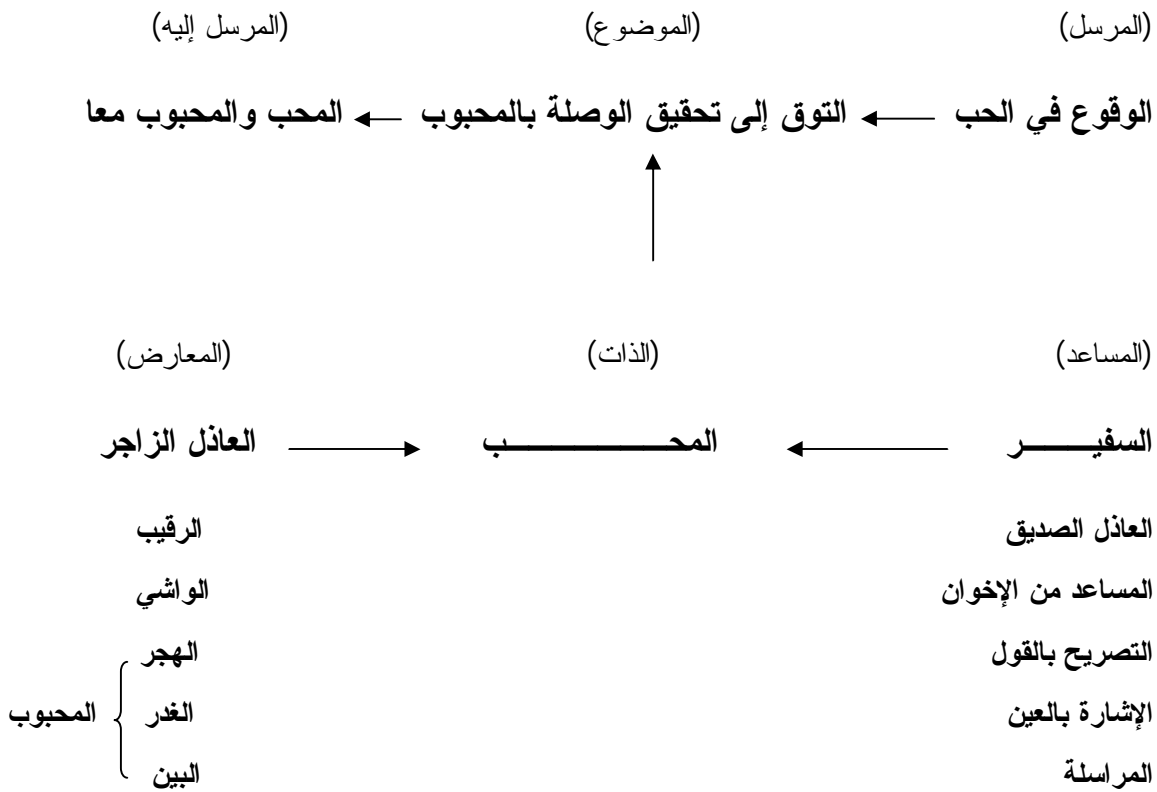 (المرسل) (الموضوع) (المرسل إليه)
الوقوع في الحب التوق إلى تحقيق الوصلة بالمحبوب المحب والمحبوب معا
(المساعد) (الذات) (المعارض)
السفيـــــر المحـــــــــــب العاذل الزاجر
العاذل الصديق الرقيب
المساعد من الإخوان الواشي
التصريح بالقول الهجر
الإشارة بالعين الغدر المحبوب
المراسلة البين